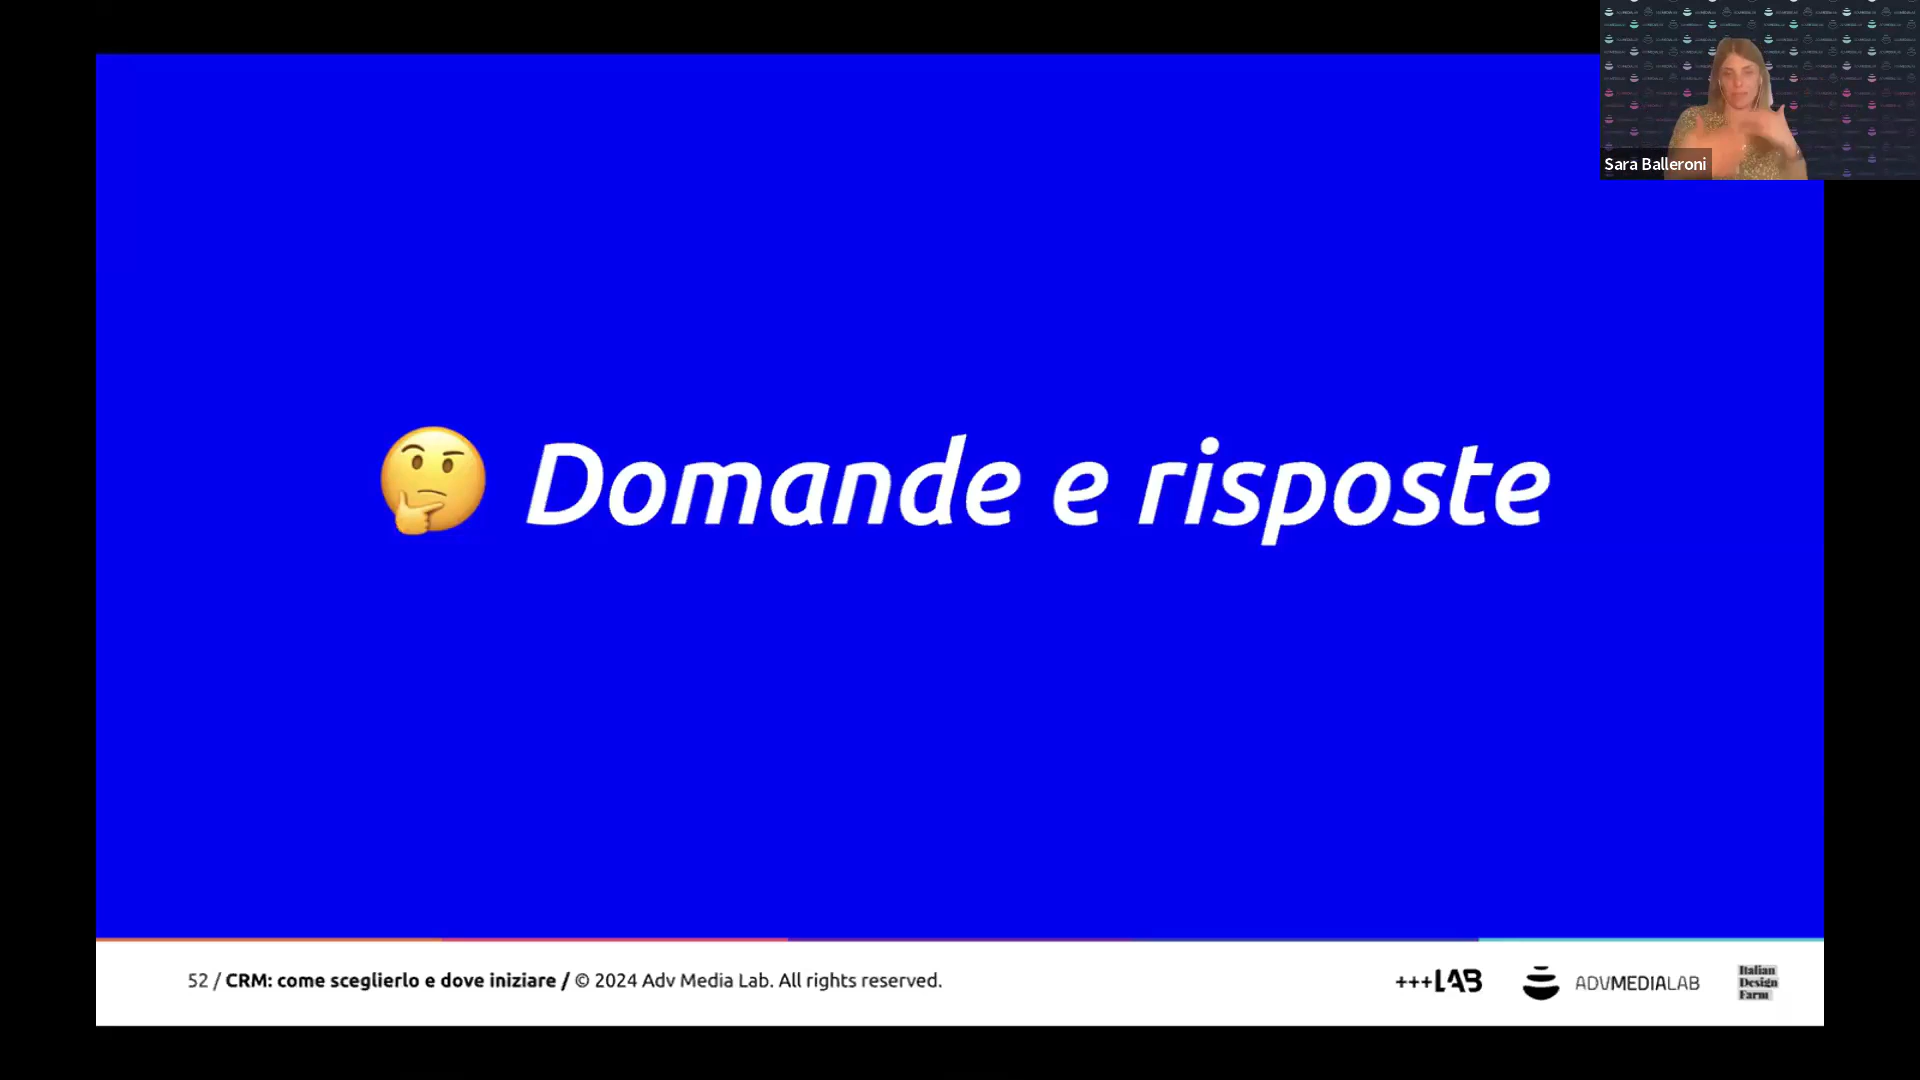 Sara Balleroni
🤔 Domande e risposte
52 / CRM: come sceglierlo e dove iniziare / © 2024 Adv Media Lab. All rights reserved.
+++LAB
ADVMEDIALAB
Italian
Design
Farm